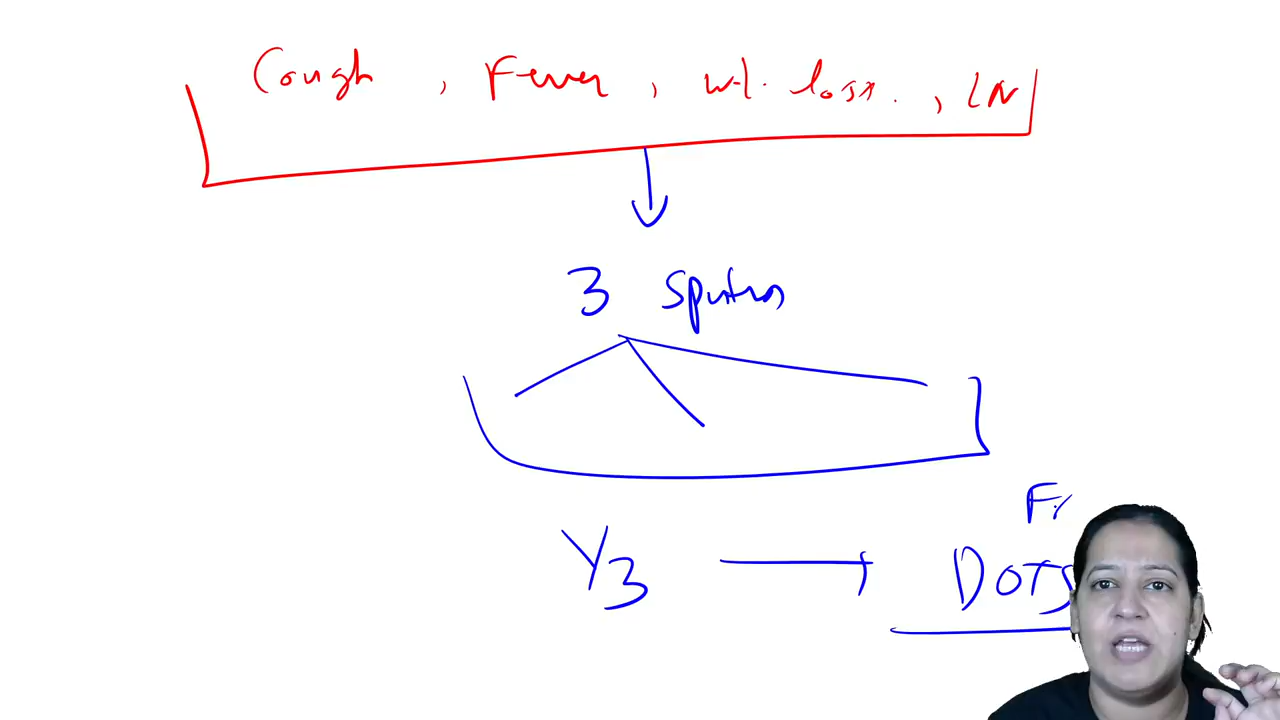 Cough , Fever , wt. loss. , LN
3 Sputum
Y3
DOTS